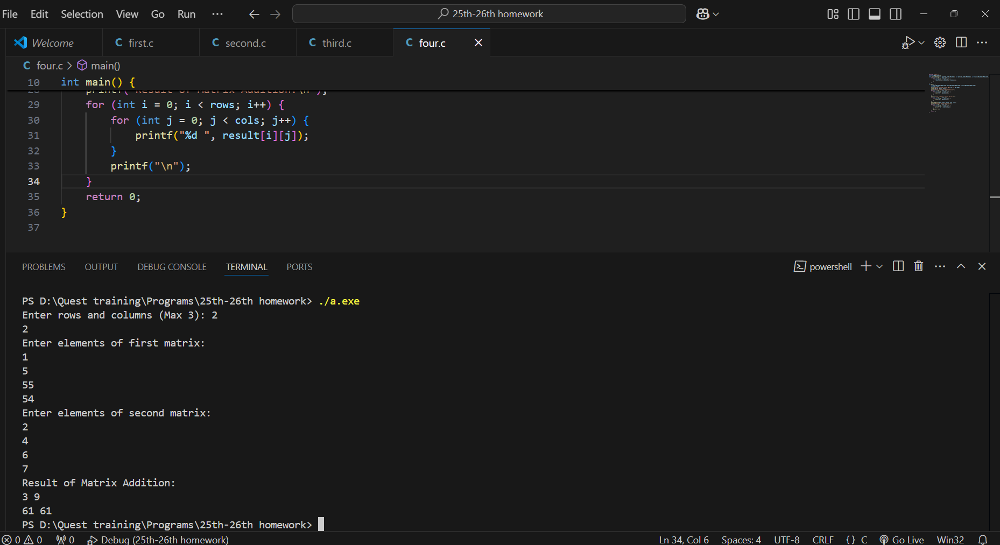 File Edit Selection View Go Run ··· 25th-26th homework
Welcome first.c second.c third.c four.c
four.c > main()
10 int main() {
28 printf("Result of Matrix Addition:\n");
29 for (int i = 0; i < rows; i++) {
30 for (int j = 0; j < cols; j++) {
31 printf("%d ", result[i][j]);
32 }
33 printf("\n");
34 }
35 return 0;
36 }
37
PROBLEMS OUTPUT DEBUG CONSOLE TERMINAL PORTS powershell
PS D:\Quest training\Programs\25th-26th homework> ./a.exe
Enter rows and columns (Max 3): 2
2
Enter elements of first matrix:
1
5
55
54
Enter elements of second matrix:
2
4
6
7
Result of Matrix Addition:
3 9
61 61
PS D:\Quest training\Programs\25th-26th homework>
0 0 0 Debug (25th-26th homework) Ln 34, Col 6 Spaces: 4 UTF-8 CRLF {} C Go Live Win32